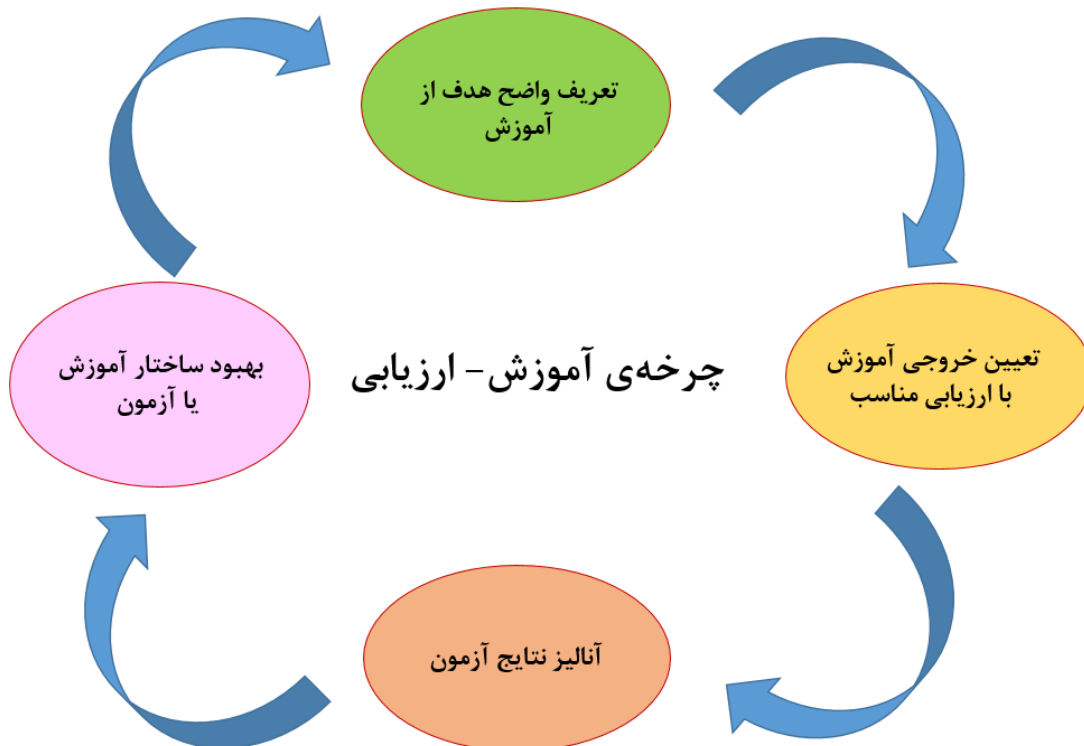 تعریف واضح هدف از
آموزش
تعیین خروجی آموزش
با ارزیابی مناسب
چرخه‌ی آموزش- ارزیابی
بهبود ساختار آموزش
یا آزمون
آنالیز نتایج آزمون